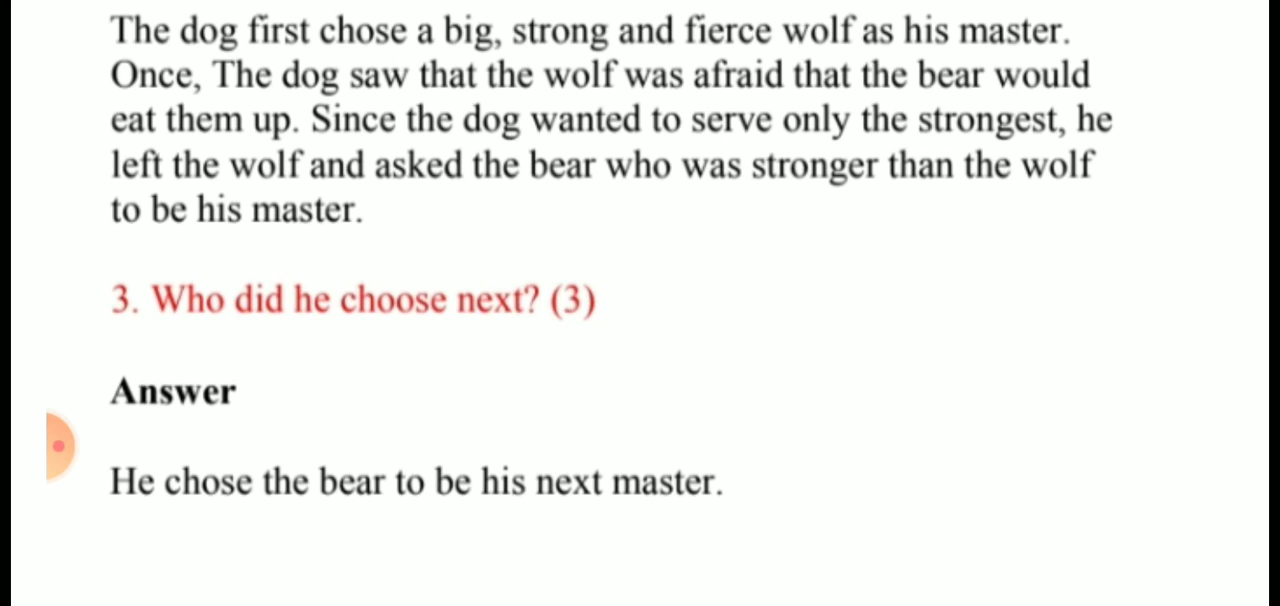 The dog first chose a big, strong and fierce wolf as his master.
Once, The dog saw that the wolf was afraid that the bear would
eat them up. Since the dog wanted to serve only the strongest, he
left the wolf and asked the bear who was stronger than the wolf
to be his master.
3. Who did he choose next? (3)
Answer
He chose the bear to be his next master.